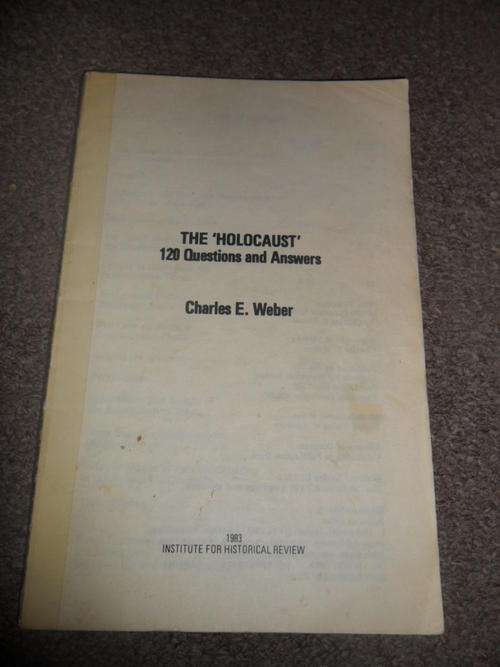 THE 'HOLOCAUST'
120 Questions and Answers
Charles E. Weber
1983
INSTITUTE FOR HISTORICAL REVIEW